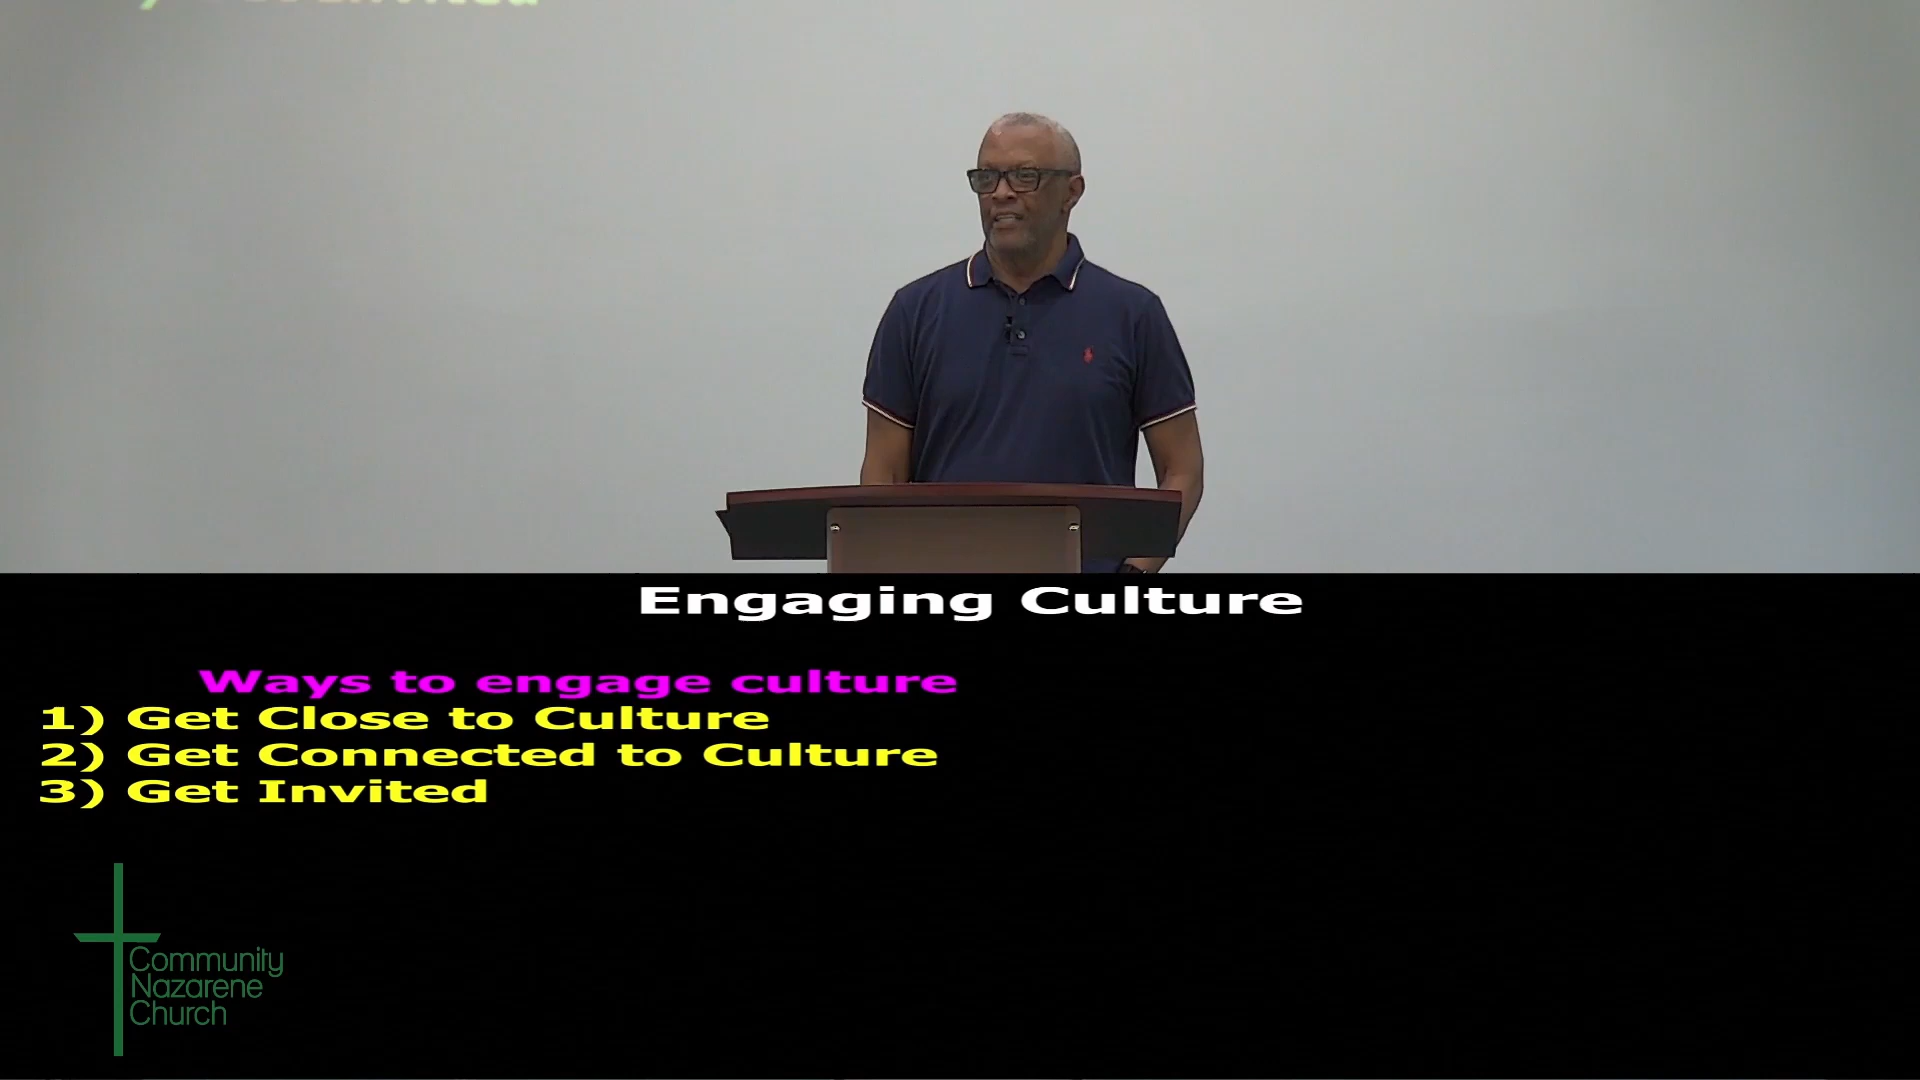 Invited
Engaging Culture
Ways to engage culture
1) Get Close to Culture
2) Get Connected to Culture
3) Get Invited
Community
Nazarene
Church